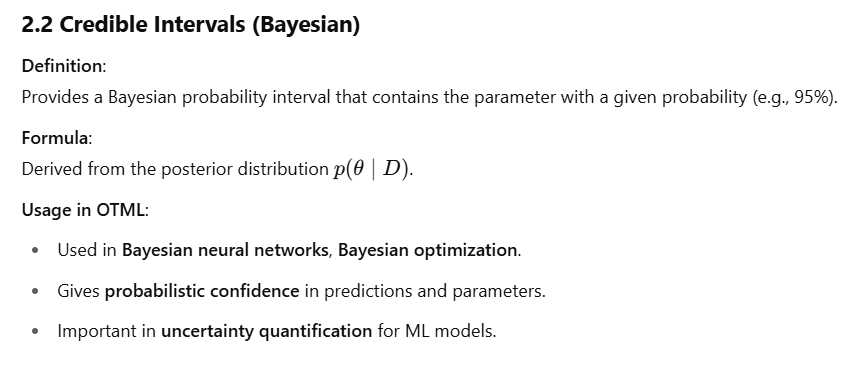 2.2 Credible Intervals (Bayesian)
Definition:
Provides a Bayesian probability interval that contains the parameter with a given probability (e.g., 95%).
Formula:
Derived from the posterior distribution p(θ | D).
Usage in OTML:
• Used in Bayesian neural networks, Bayesian optimization.
• Gives probabilistic confidence in predictions and parameters.
• Important in uncertainty quantification for ML models.